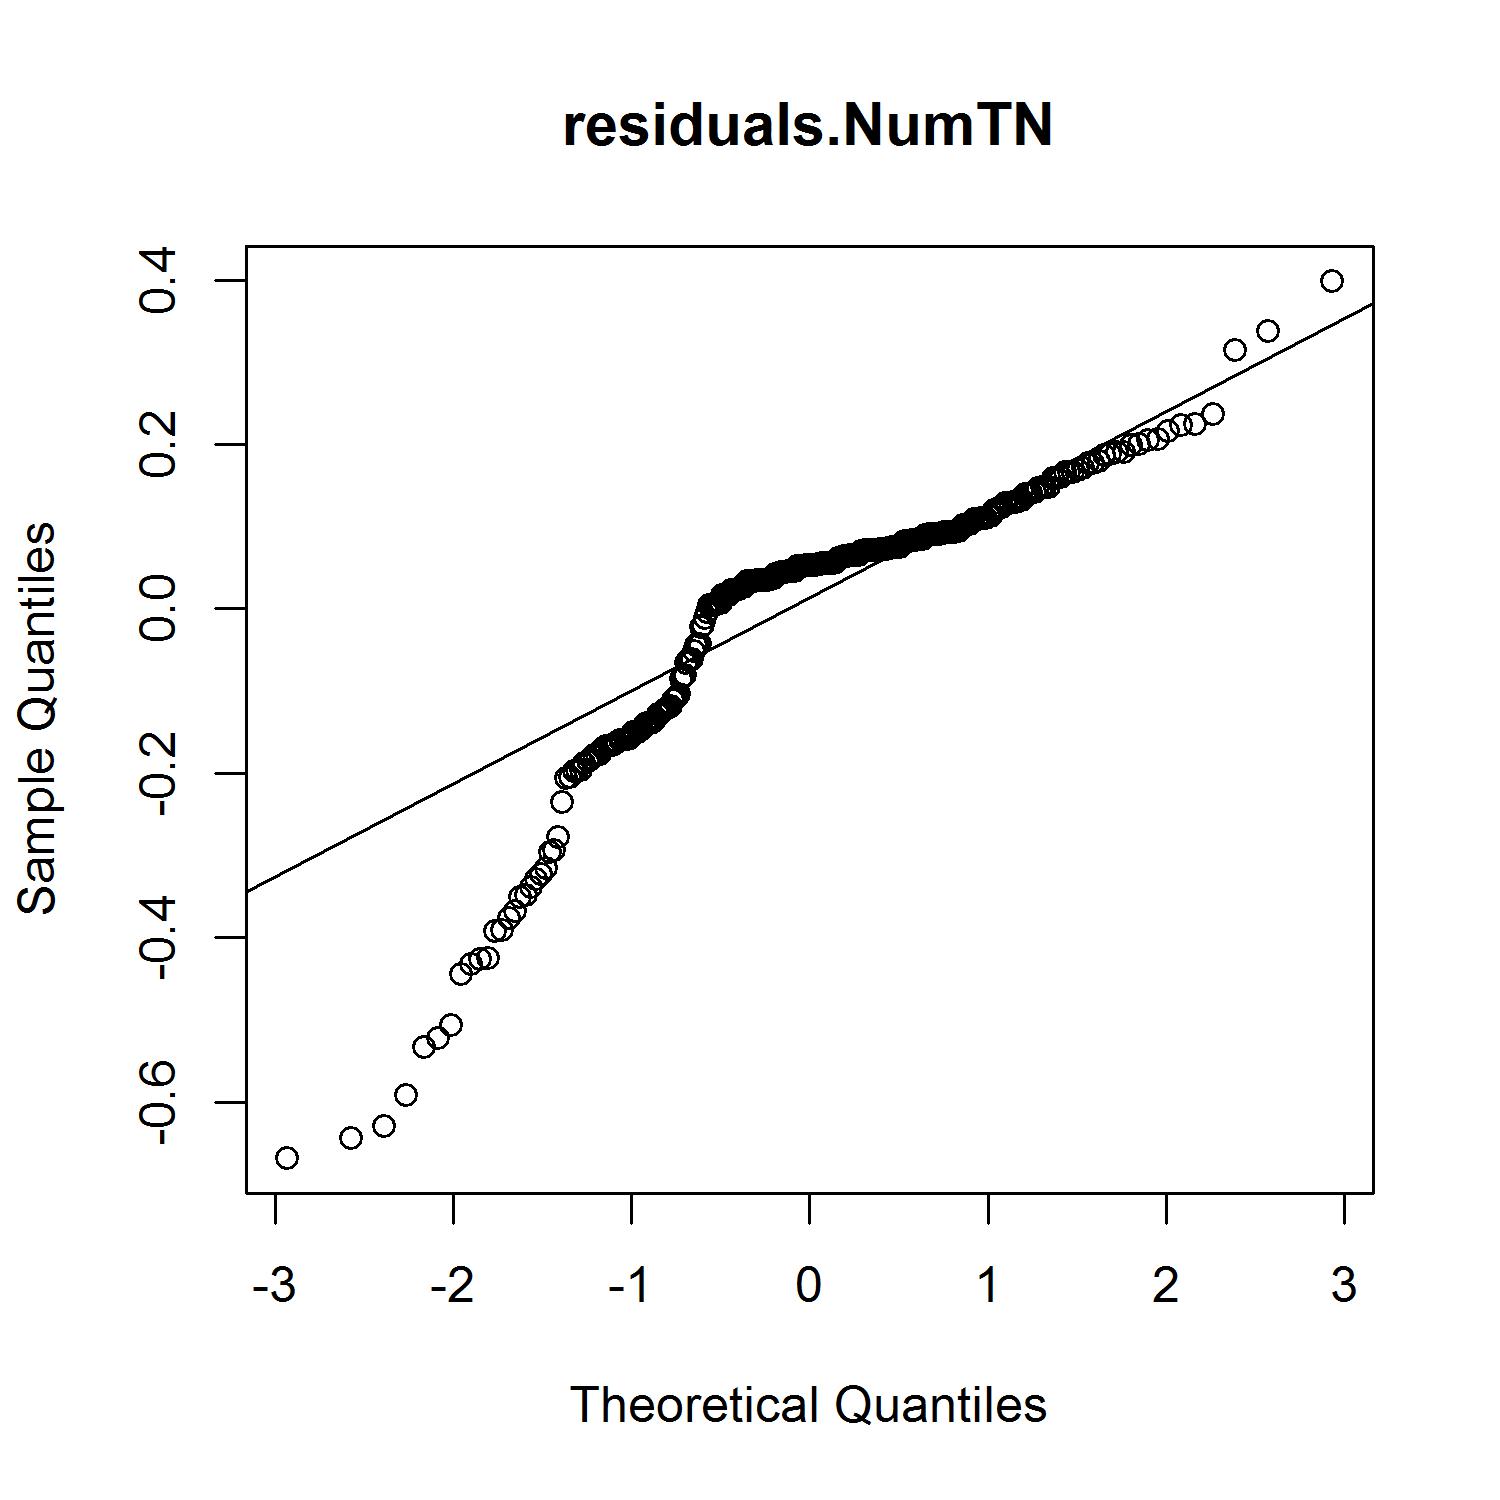 residuals.NumTN
0.4
0.2
0.0
-0.2
-0.4
-0.6
Sample Quantiles
-3 -2 -1 0 1 2 3
Theoretical Quantiles